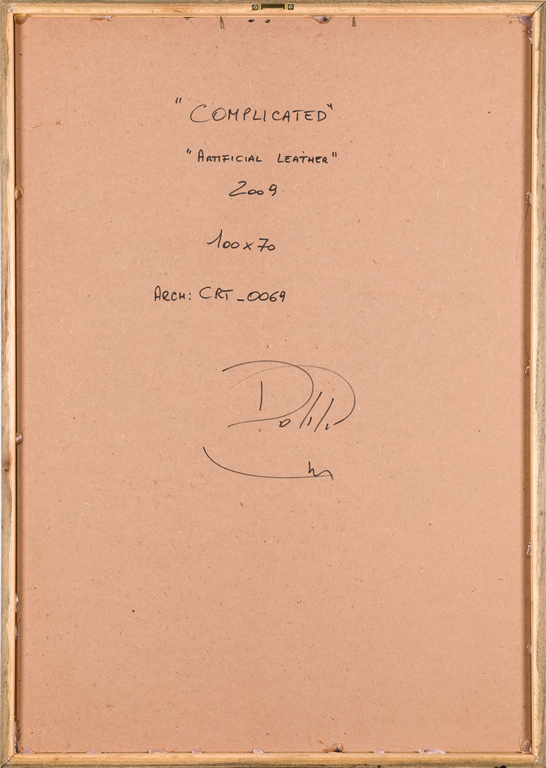 "COMPLICATED"
"ARTIFICIAL LEATHER"
2009
100x70
ARCH: CRT_0069